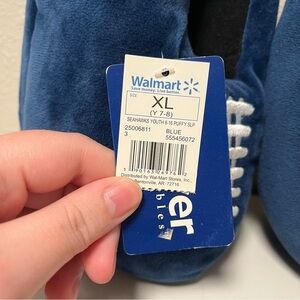 Walmart
Save money. Live better.
SIZE
XL
(Y 7-8)
SEAHAWKS YOUTH 6-16 PUFFY SLP
25006811 BLUE
3 555456072
Distributed by Wal-Mart Stores, Inc.
Bentonville, AR 72716